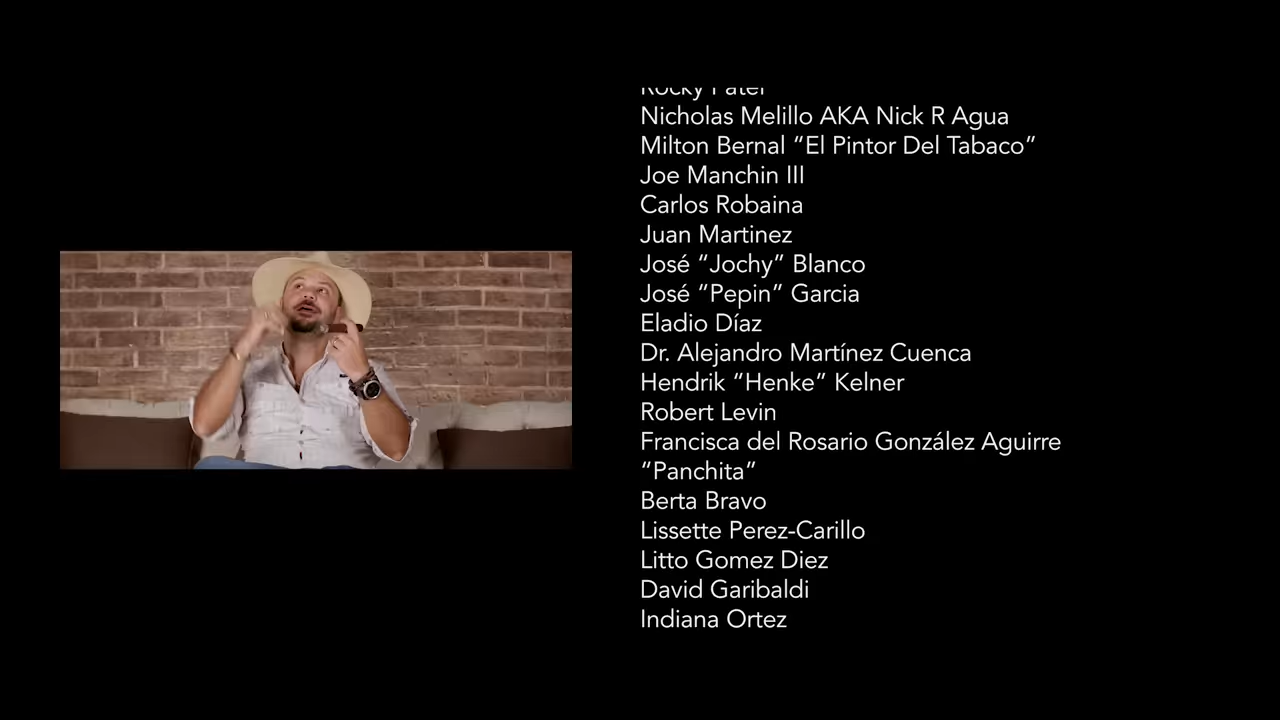 Rocky Patel
Nicholas Melillo AKA Nick R Agua
Milton Bernal “El Pintor Del Tabaco”
Joe Manchin III
Carlos Robaina
Juan Martinez
José “Jochy” Blanco
José “Pepin” Garcia
Eladio Díaz
Dr. Alejandro Martínez Cuenca
Hendrik “Henke” Kelner
Robert Levin
Francisca del Rosario González Aguirre
“Panchita”
Berta Bravo
Lissette Perez-Carillo
Litto Gomez Diez
David Garibaldi
Indiana Ortez